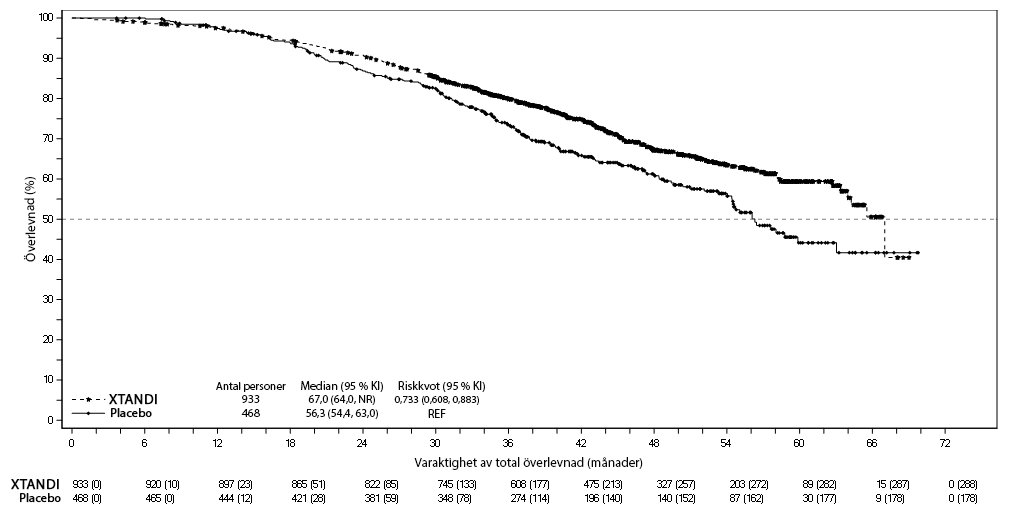 100
90
80
70
60
50
40
30
20
10
0
Överlevnad (%)
Antal personer Median (95 % KI) Riskkvot (95 % KI)
XTANDI 933 67,0 (64,0, NR) 0,733 (0,608, 0,883)
Placebo 468 56,3 (54,4, 63,0) REF
0 6 12 18 24 30 36 42 48 54 60 66 72
Varaktighet av total överlevnad (månader)
XTANDI 933 (0) 920 (10) 897 (23) 865 (51) 822 (85) 745 (133) 608 (177) 475 (213) 327 (257) 203 (272) 89 (282) 15 (287) 0 (288)
Placebo 468 (0) 465 (0) 444 (12) 421 (28) 381 (59) 348 (78) 274 (114) 196 (140) 140 (152) 87 (162) 30 (177) 9 (178) 0 (178)